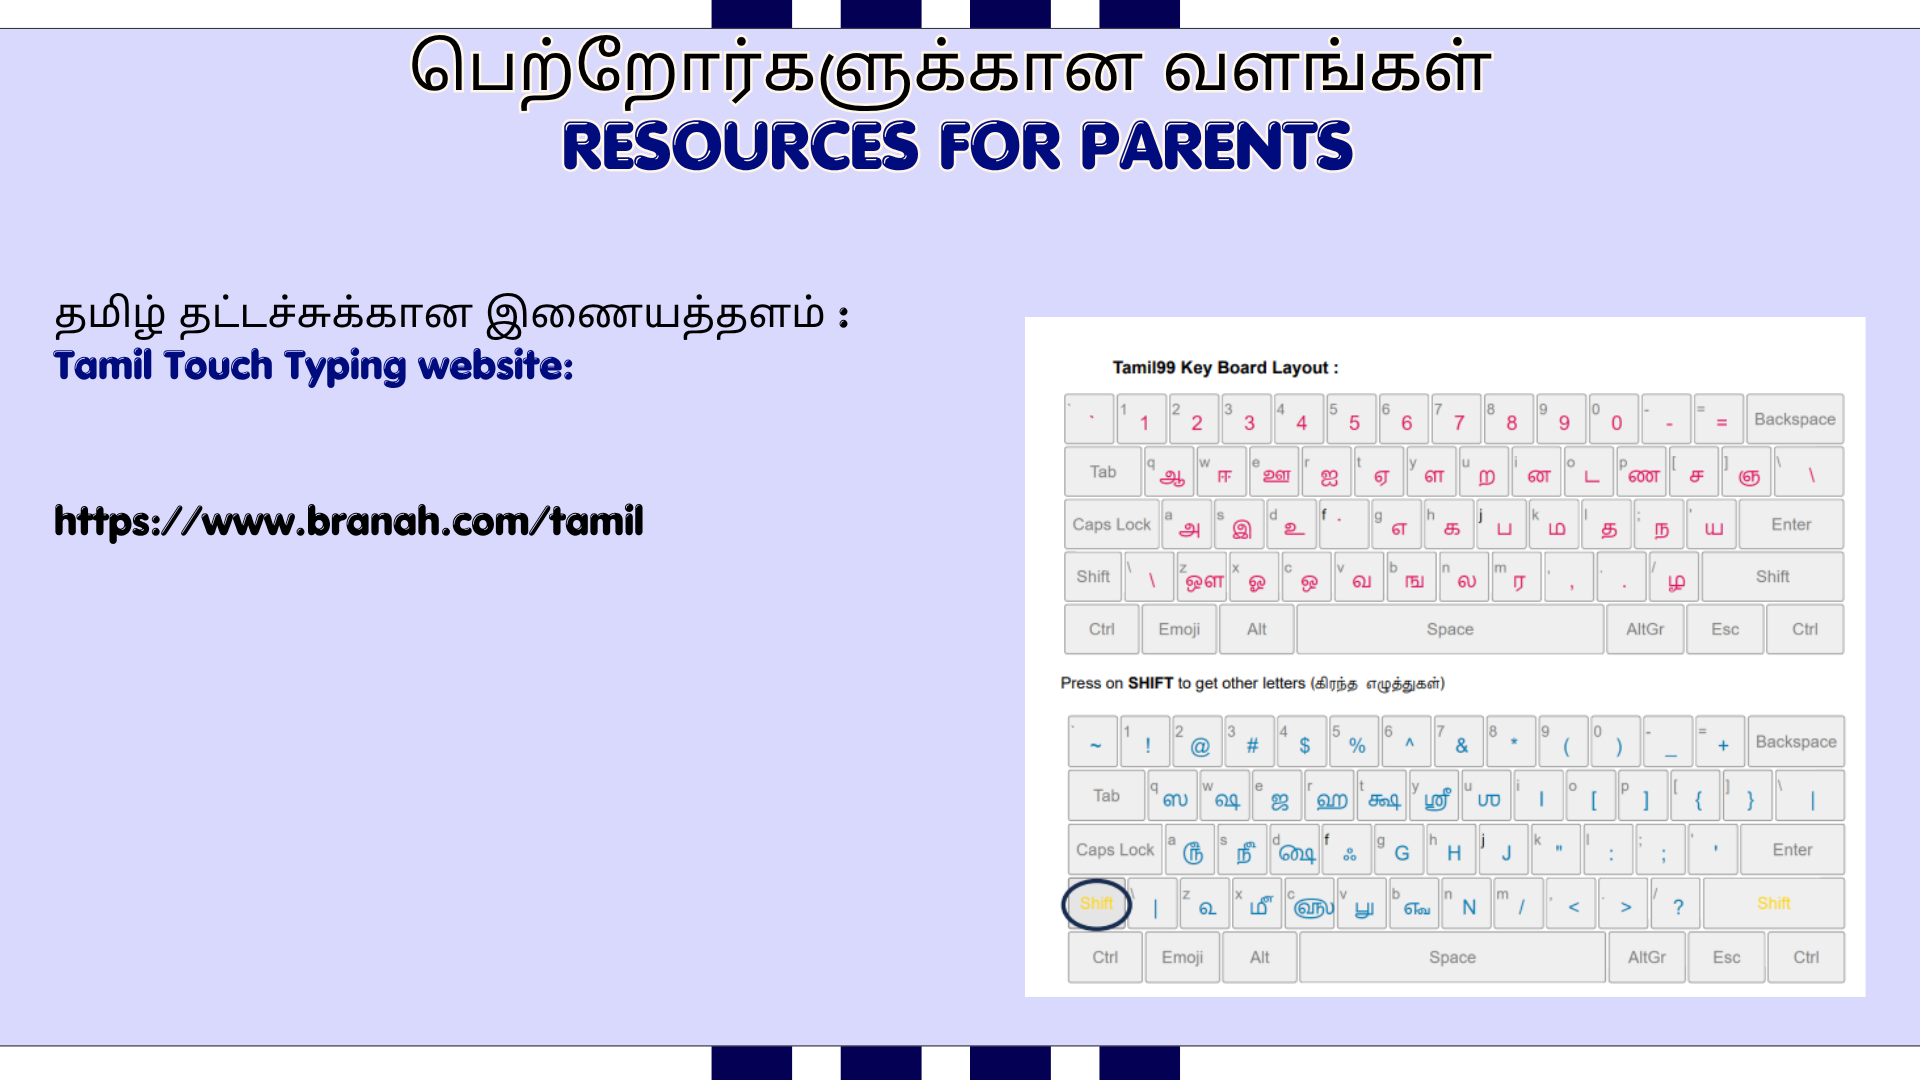 பெற்றோர்களுக்கான வளங்கள்
RESOURCES FOR PARENTS
தமிழ் தட்டச்சுக்கான இணையத்தளம் :
Tamil Touch Typing website:
https://www.branah.com/tamil
Tamil99 Key Board Layout :
` ` 1 1 2 2 3 3 4 4 5 5 6 6 7 7 8 8 9 9 0 0 - - = = Backspace
Tab q ஆ w ஈ e ஊ r ஐ t ஏ y ள u ற i ன o ட p ண [ ச ] ஞ \ \
Caps Lock a அ s இ d உ f g எ h க j ப k ம l த ; ந ' ய Enter
Shift \ \ z ஔ x ஓ c ஒ v வ b ங n ல m ர , , . . / ழ Shift
Ctrl Emoji Alt Space AltGr Esc Ctrl
Press on SHIFT to get other letters (கிரந்த எழுத்துகள்)
` ~ 1 ! 2 @ 3 # 4 $ 5 % 6 ^ 7 & 8 * 9 ( 0 ) - _ = + Backspace
Tab q ஸ w ஷ e ஜ r ஹ t க்ஷ y ஸ்ரீ u ஶ i | o [ p ] [ { ] } \ |
Caps Lock a ௹ s ௺ d ௸ f ஃ g G h H j J k " l : ; ; ' ' Enter
Shift \ | z ௳ x ௴ c ௵ v ௶ b ௷ n N m / , < . > / ? Shift
Ctrl Emoji Alt Space AltGr Esc Ctrl